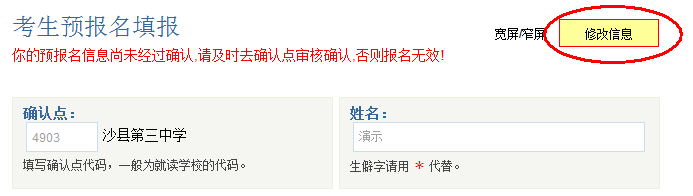 考生预报名填报
宽屏/窄屏 修改信息
你的预报名信息尚未经过确认,请及时去确认点审核确认,否则报名无效!
确认点：
4903 沙县第三中学
填写确认点代码，一般为就读学校的代码。
姓名：
演示
生僻字请用 * 代替。